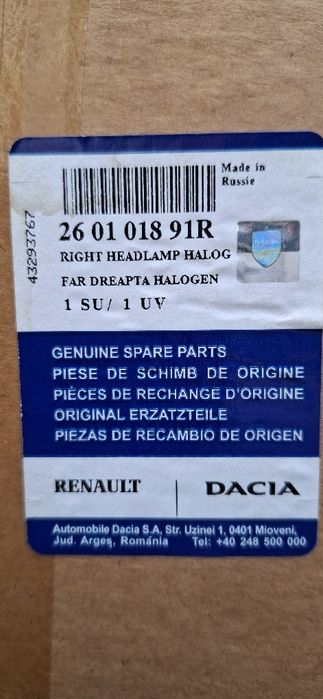 Made in
Russie
43293767
26 01 018 91R
RIGHT HEADLAMP HALOG
FAR DREAPTA HALOGEN
1 SU/ 1 UV
GENUINE SPARE PARTS
PIESE DE SCHIMB DE ORIGINE
PIÈCES DE RECHANGE D'ORIGINE
ORIGINAL ERZATZTEILE
PIEZAS DE RECAMBIO DE ORIGEN
RENAULT | DACIA
Automobile Dacia S.A, Str. Uzinei 1, 0401 Mioveni,
Jud. Argeş, România Tel: +40 248 500 000